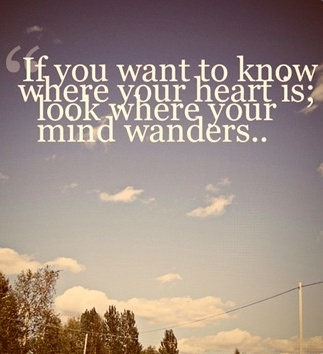 “If you want to know
where your heart is;
look where your
mind wanders..